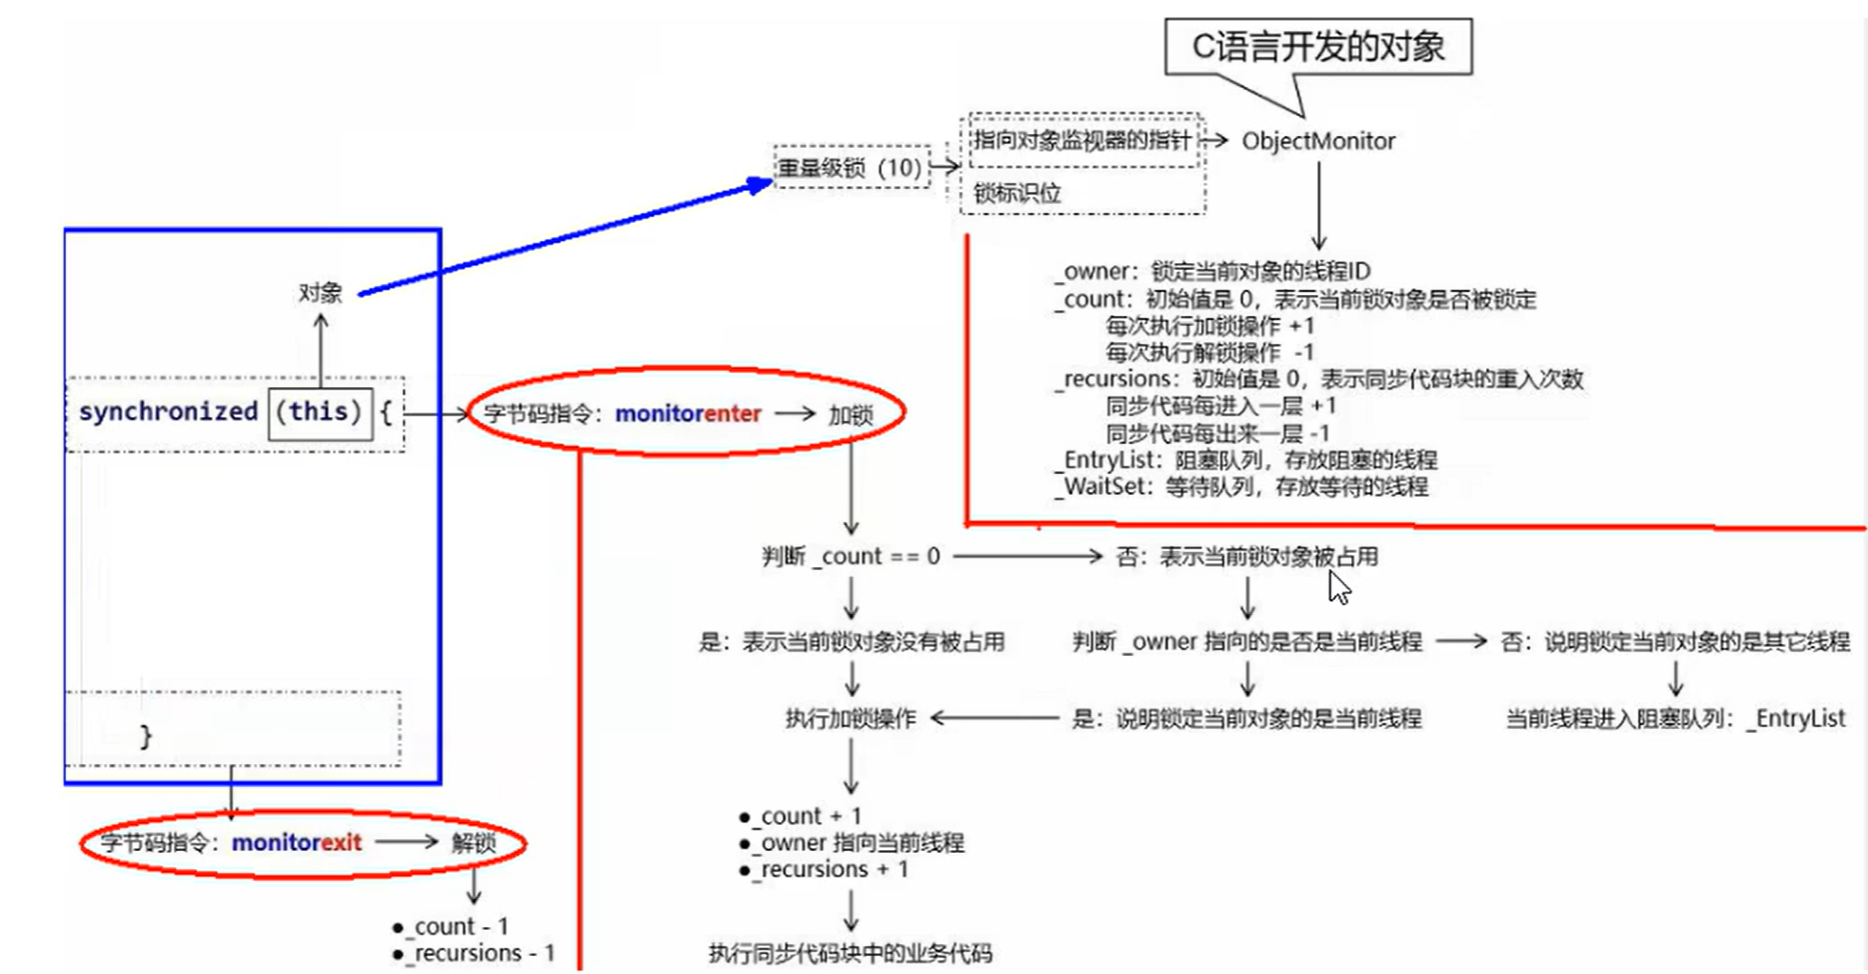 C语言开发的对象
指向对象监视器的指针
ObjectMonitor
重量级锁（10）
锁标识位
_owner：锁定当前对象的线程ID
_count：初始值是 0，表示当前锁对象是否被锁定
每次执行加锁操作 +1
每次执行解锁操作 -1
_recursions：初始值是 0，表示同步代码块的重入次数
同步代码每进入一层 +1
同步代码每出来一层 -1
_EntryList：阻塞队列，存放阻塞的线程
_WaitSet：等待队列，存放等待的线程
对象
synchronized (this) {
字节码指令：monitorenter
加锁
判断 _count == 0
否：表示当前锁对象被占用
是：表示当前锁对象没有被占用
判断 _owner 指向的是否是当前线程
否：说明锁定当前对象的是其它线程
执行加锁操作
是：说明锁定当前对象的是当前线程
当前线程进入阻塞队列：_EntryList
}
●_count + 1
●_owner 指向当前线程
●_recursions + 1
字节码指令：monitorexit
解锁
●_count - 1
●_recursions - 1
执行同步代码块中的业务代码